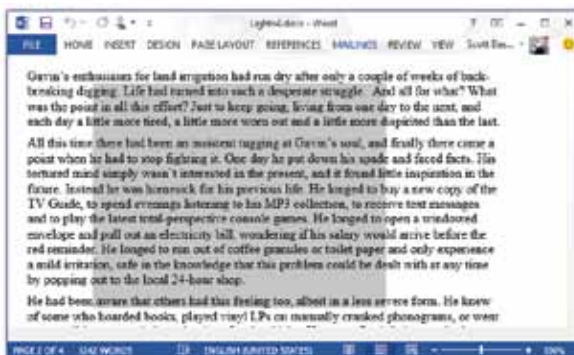 Lights4.docx - Word
FILE HOME INSERT DESIGN PAGE LAYOUT REFERENCES MAILINGS REVIEW VIEW
Gavin's enthusiasm for land irrigation had run dry after only a couple of weeks of back-
breaking digging. Life had turned into such a desperate struggle. And all for what? What
was the point in all this effort? Just to keep going, living from one day to the next, and
each day a little more tired, a little more worn out and a little more dispirited than the last.
All this time there had been an insistent tugging at Gavin's soul, and finally there came a
point when he had to stop fighting it. One day he put down his spade and faced facts. His
tortured mind simply wasn't interested in the present, and it found little inspiration in the
future. Instead he was homesick for his previous life. He longed to buy a new copy of the
TV Guide, to spend evenings listening to his MP3 collection, to receive text messages
and to play the latest total-perspective console games. He longed to open a windowed
envelope and pull out an electricity bill, wondering if his salary would arrive before the
red reminder. He longed to run out of coffee granules or toilet paper and only experience
a mild irritation, safe in the knowledge that this problem could be dealt with at any time
by popping out to the local 24-hour shop.
He had been aware that others had this feeling too, albeit in a less severe form. He knew
of some who hoarded books, played vinyl LPs on manually cranked phonograms, or went
PAGE 2 OF 4 3242 WORDS ENGLISH (UNITED STATES)